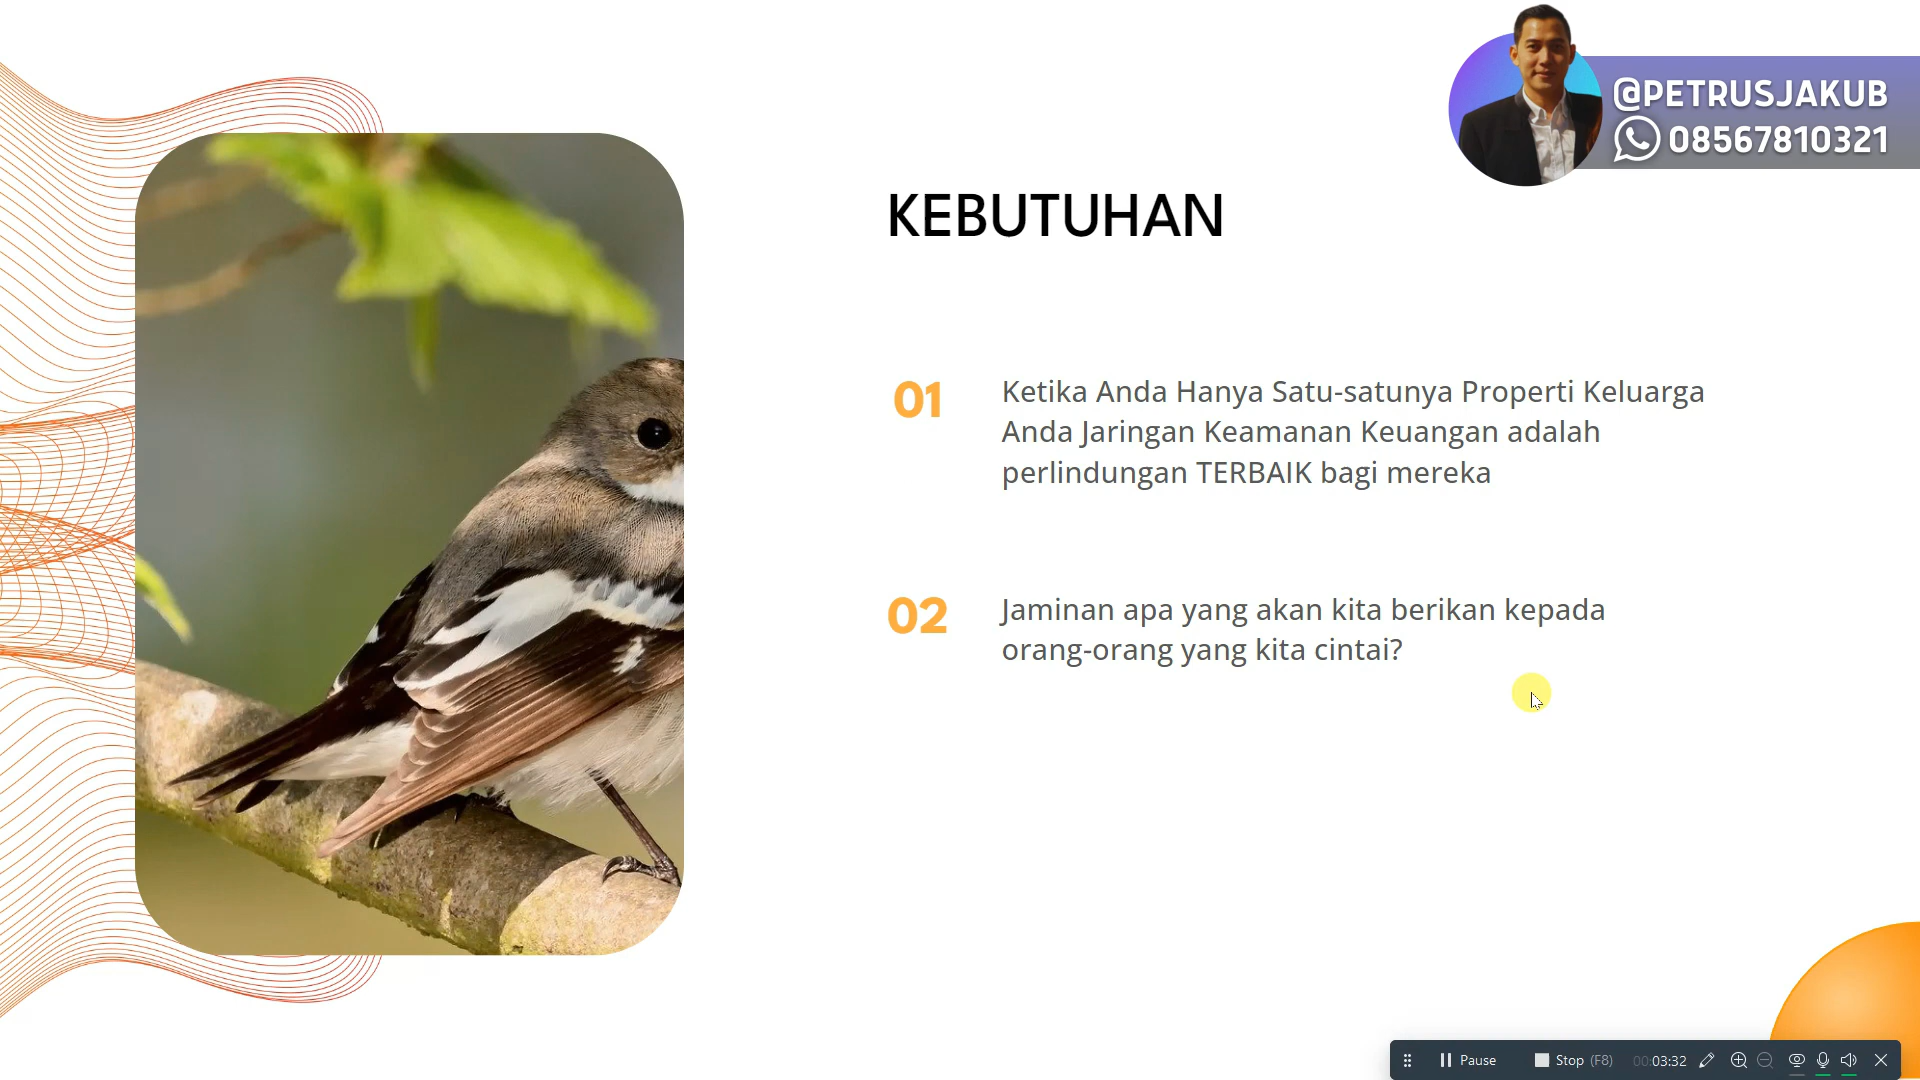 @PETRUSJAKUB
08567810321
KEBUTUHAN
01
Ketika Anda Hanya Satu-satunya Properti Keluarga
Anda Jaringan Keamanan Keuangan adalah
perlindungan TERBAIK bagi mereka
02
Jaminan apa yang akan kita berikan kepada
orang-orang yang kita cintai?
Pause
Stop (F8)
00:03:32